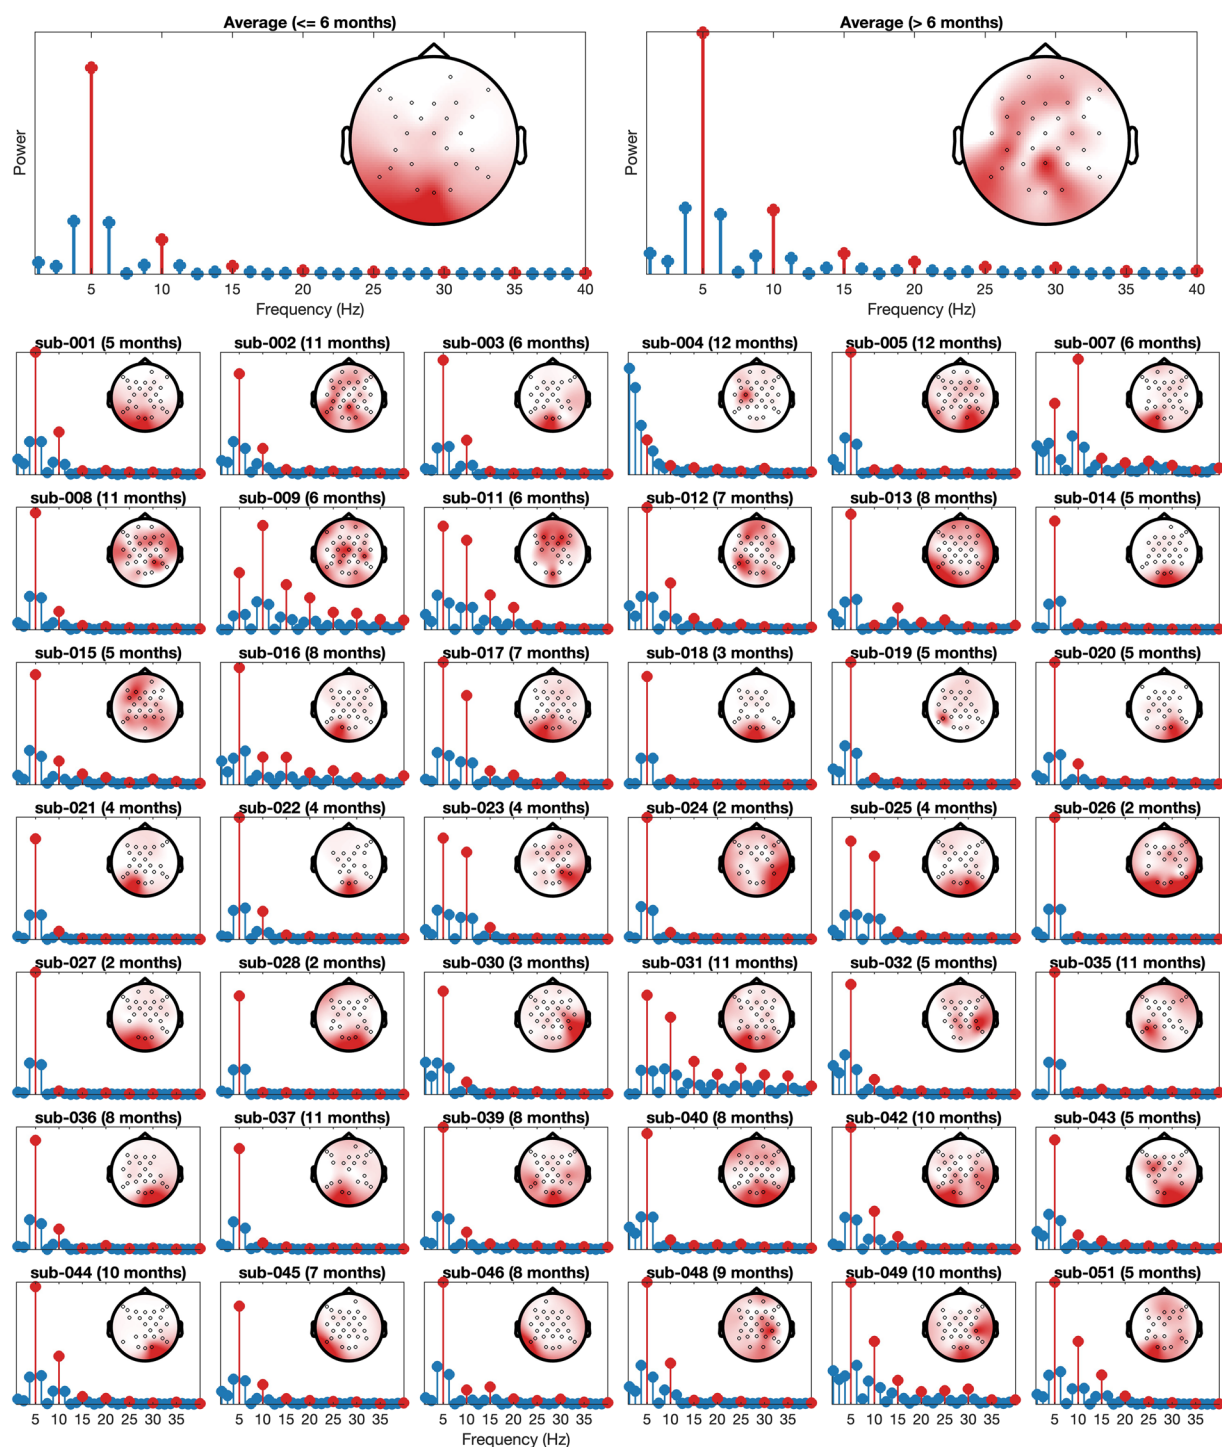 Average (<= 6 months)
Average (> 6 months)
Power
Power
5 10 15 20 25 30 35 40
5 10 15 20 25 30 35 40
Frequency (Hz)
Frequency (Hz)
sub-001 (5 months) sub-002 (11 months) sub-003 (6 months) sub-004 (12 months) sub-005 (12 months) sub-007 (6 months)
sub-008 (11 months) sub-009 (6 months) sub-011 (6 months) sub-012 (7 months) sub-013 (8 months) sub-014 (5 months)
sub-015 (5 months) sub-016 (8 months) sub-017 (7 months) sub-018 (3 months) sub-019 (5 months) sub-020 (5 months)
sub-021 (4 months) sub-022 (4 months) sub-023 (4 months) sub-024 (2 months) sub-025 (4 months) sub-026 (2 months)
sub-027 (2 months) sub-028 (2 months) sub-030 (3 months) sub-031 (11 months) sub-032 (5 months) sub-035 (11 months)
sub-036 (8 months) sub-037 (11 months) sub-039 (8 months) sub-040 (8 months) sub-042 (10 months) sub-043 (5 months)
sub-044 (10 months) sub-045 (7 months) sub-046 (8 months) sub-048 (9 months) sub-049 (10 months) sub-051 (5 months)
5 10 15 20 25 30 35 5 10 15 20 25 30 35 5 10 15 20 25 30 35 5 10 15 20 25 30 35 5 10 15 20 25 30 35 5 10 15 20 25 30 35
Frequency (Hz)